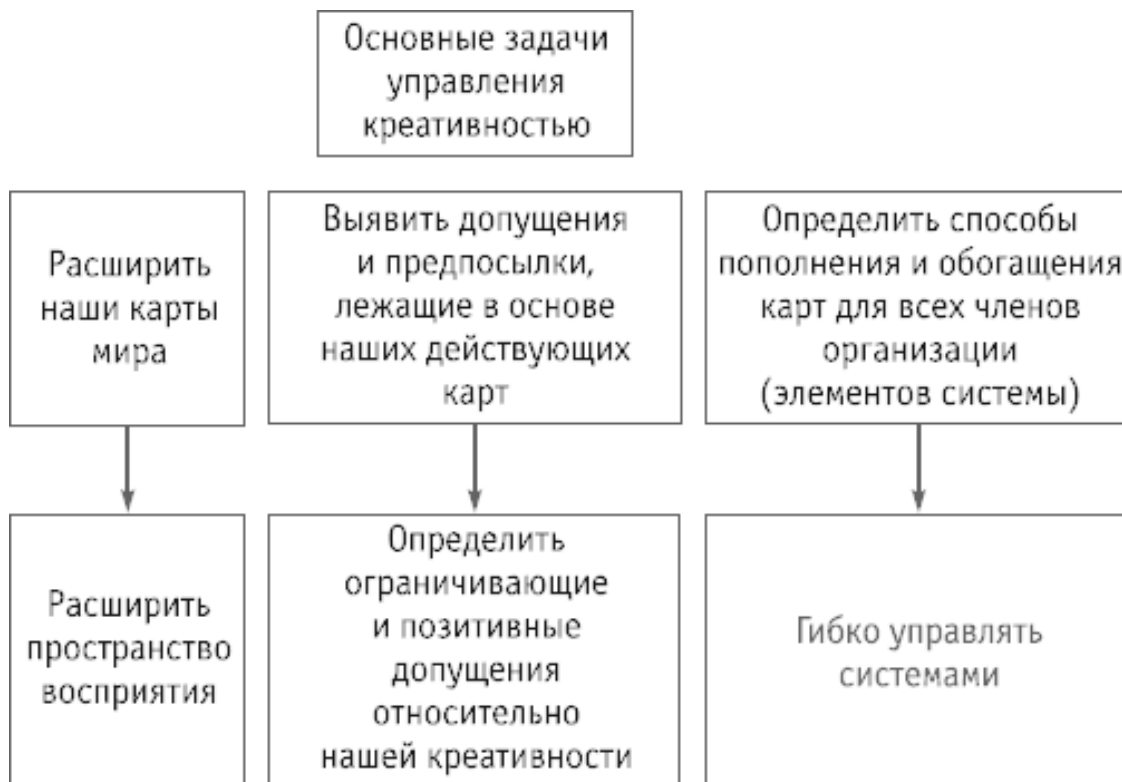 Основные задачи
управления
креативностью
Расширить
наши карты
мира
Выявить допущения
и предпосылки,
лежащие в основе
наших действующих
карт
Определить способы
пополнения и обогащения
карт для всех членов
организации
(элементов системы)
Расширить
пространство
восприятия
Определить
ограничивающие
и позитивные
допущения
относительно
нашей креативности
Гибко управлять
системами